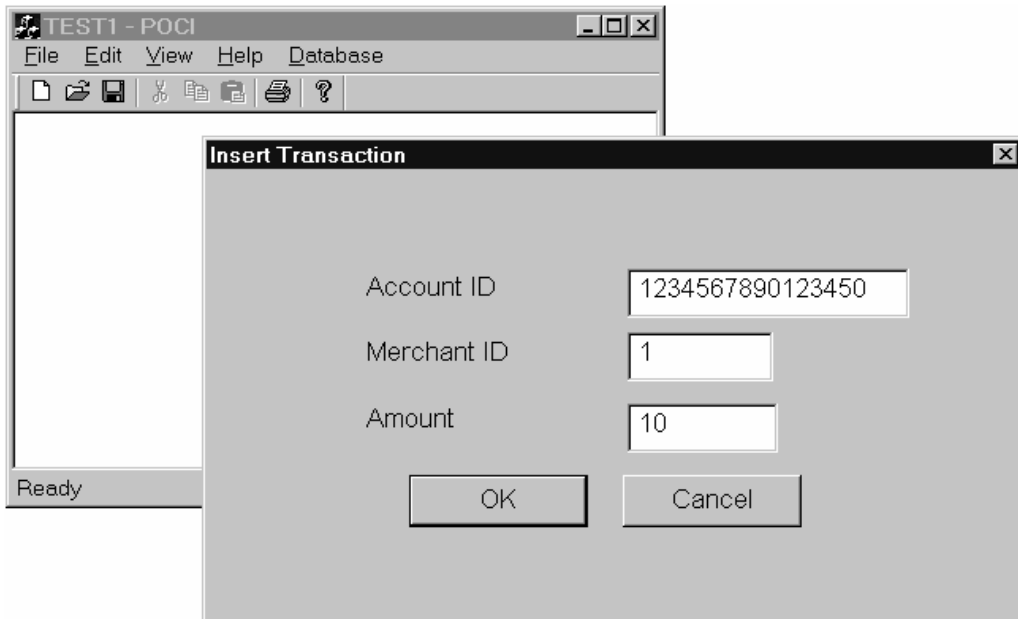 TEST1 - POCI
File Edit View Help Database
Insert Transaction
Account ID 1234567890123450
Merchant ID 1
Amount 10
OK Cancel
Ready